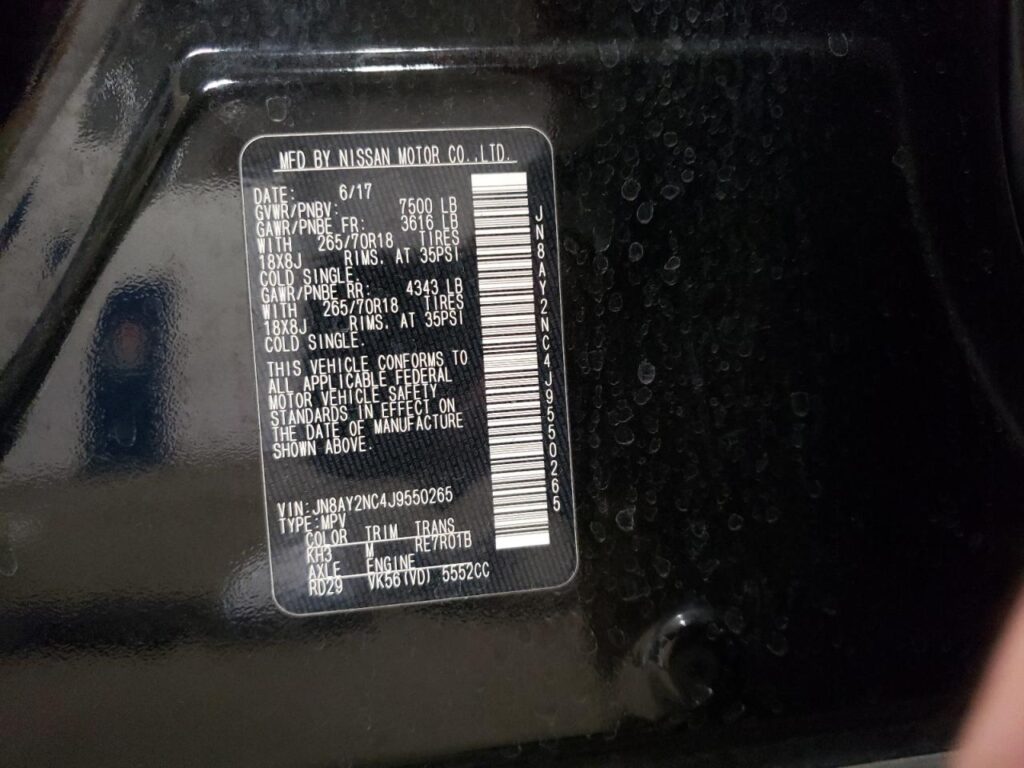 MFD BY NISSAN MOTOR CO.,LTD.
DATE: 6/17
GVWR/PNBV: 7500 LB
GAWR/PNBE FR: 3616 LB
WITH 265/70R18 TIRES
18X8J RIMS. AT 35PSI
COLD SINGLE.
GAWR/PNBE RR: 4343 LB
WITH 265/70R18 TIRES
18X8J RIMS. AT 35PSI
COLD SINGLE.
THIS VEHICLE CONFORMS TO
ALL APPLICABLE FEDERAL
MOTOR VEHICLE SAFETY
STANDARDS IN EFFECT ON
THE DATE OF MANUFACTURE
SHOWN ABOVE.
VIN:JN8AY2NC4J9550265
TYPE:MPV
COLOR TRIM TRANS
KH3 M RE7R01B
AXLE ENGINE
RD29 VK56(VD) 5552CC
JN8AY2NC4J9550265